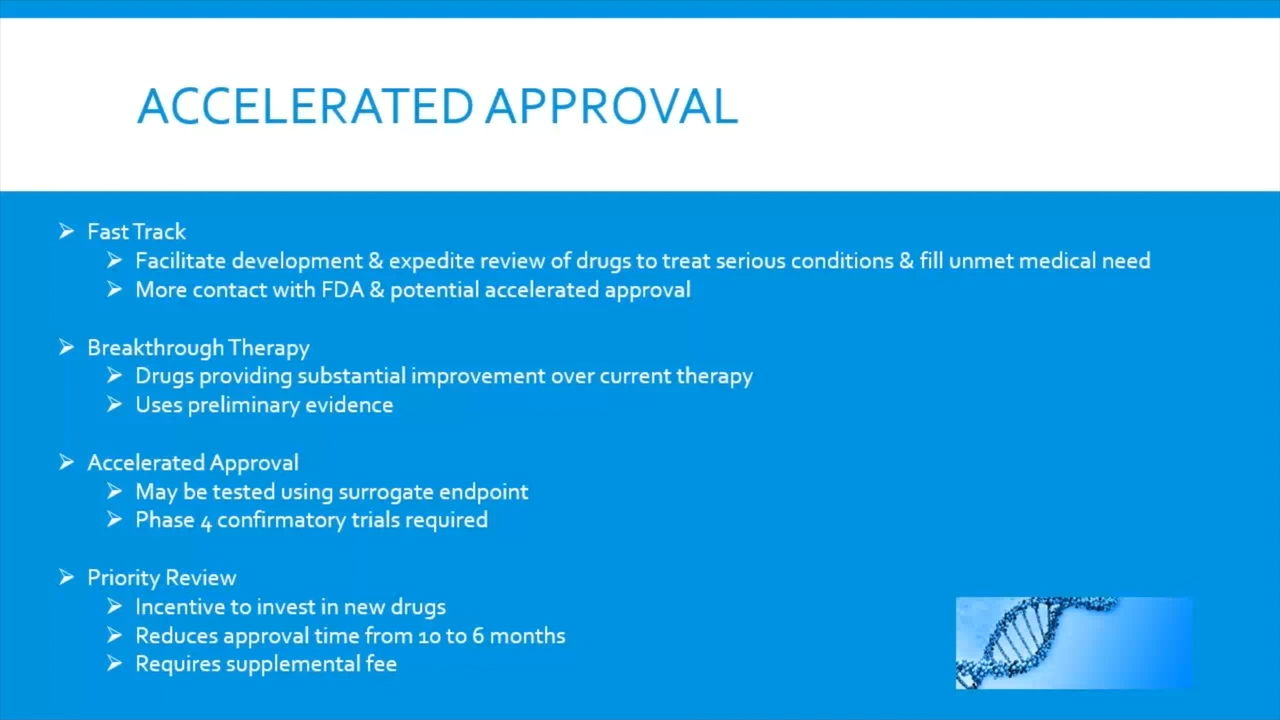 ACCELERATED APPROVAL
Fast Track
Facilitate development & expedite review of drugs to treat serious conditions & fill unmet medical need
More contact with FDA & potential accelerated approval
Breakthrough Therapy
Drugs providing substantial improvement over current therapy
Uses preliminary evidence
Accelerated Approval
May be tested using surrogate endpoint
Phase 4 confirmatory trials required
Priority Review
Incentive to invest in new drugs
Reduces approval time from 10 to 6 months
Requires supplemental fee